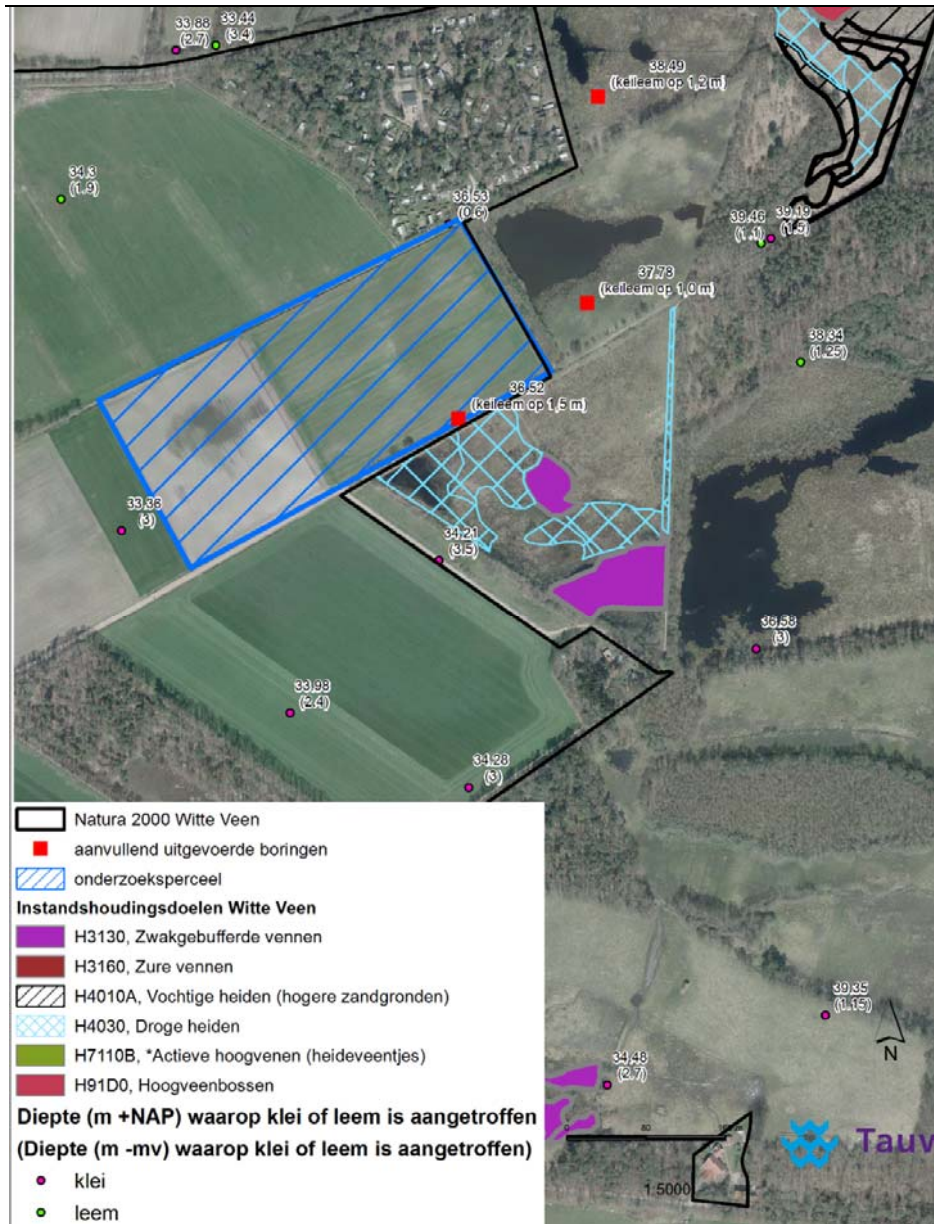 33.88
(2.7)
33.44
(3.4)
38.49
(keileem op 1,2 m)
34.3
(1.9)
36.53
(0.6)
39.46
(1.1)
39.19
(1.5)
37.78
(keileem op 1,0 m)
38.34
(1.25)
36.52
(keileem op 1,5 m)
33.36
(3)
34.21
(3.5)
36.58
(3)
33.98
(2.4)
34.28
(3)
39.35
(1.15)
34.48
(2.7)
N
Natura 2000 Witte Veen
aanvullend uitgevoerde boringen
onderzoeksperceel
Instandshoudingsdoelen Witte Veen
H3130, Zwakgebufferde vennen
H3160, Zure vennen
H4010A, Vochtige heiden (hogere zandgronden)
H4030, Droge heiden
H7110B, *Actieve hoogvenen (heideveentjes)
H91D0, Hoogveenbossen
Diepte (m +NAP) waarop klei of leem is aangetroffen
(Diepte (m -mv) waarop klei of leem is aangetroffen)
klei
leem
0 80
1:5000
Tauv